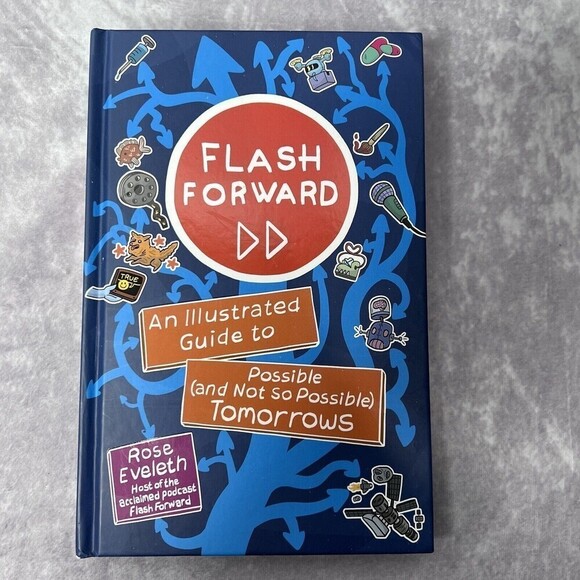 FLASH
FORWARD
An Illustrated
Guide to
Possible
(and Not So Possible)
Tomorrows
TRUE
Rose
Eveleth
Host of the
acclaimed podcast
Flash Forward